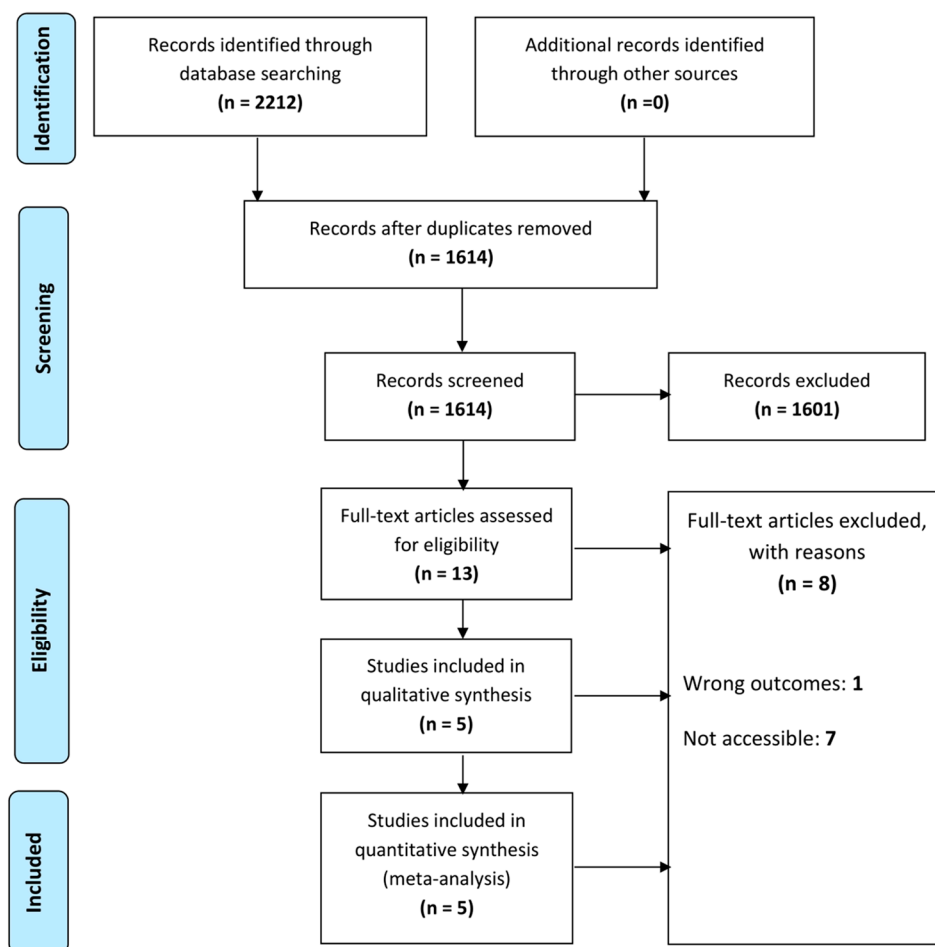 Identification
Records identified through
database searching
(n = 2212)
Additional records identified
through other sources
(n =0)
Screening
Records after duplicates removed
(n = 1614)
Records screened
(n = 1614)
Records excluded
(n = 1601)
Eligibility
Full-text articles assessed
for eligibility
(n = 13)
Full-text articles excluded,
with reasons
(n = 8)
Wrong outcomes: 1
Not accessible: 7
Studies included in
qualitative synthesis
(n = 5)
Included
Studies included in
quantitative synthesis
(meta-analysis)
(n = 5)